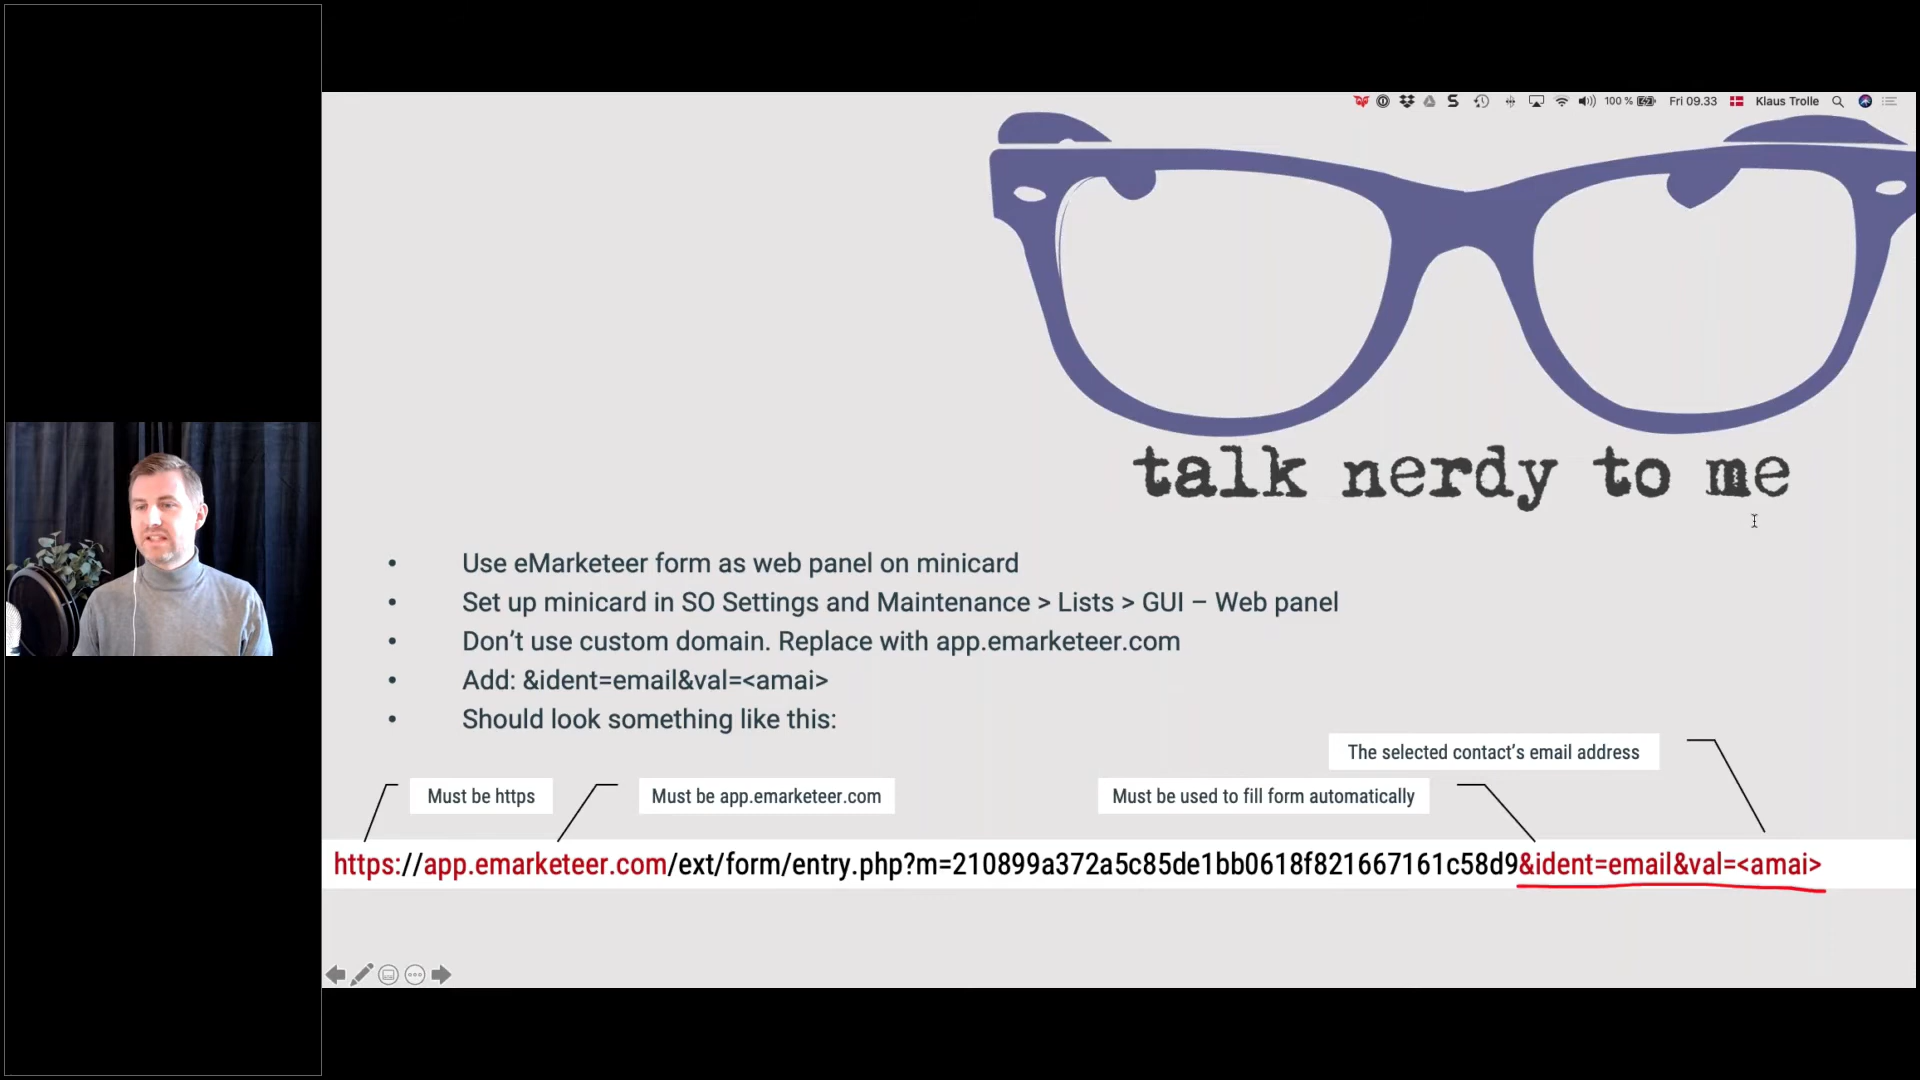 100 % Fri 09.33 Klaus Trolle
talk nerdy to me
• Use eMarketeer form as web panel on minicard
• Set up minicard in SO Settings and Maintenance > Lists > GUI – Web panel
• Don’t use custom domain. Replace with app.emarketeer.com
• Add: &ident=email&val=<amai>
• Should look something like this:
The selected contact’s email address
Must be https
Must be app.emarketeer.com
Must be used to fill form automatically
https://app.emarketeer.com/ext/form/entry.php?m=210899a372a5c85de1bb0618f821667161c58d9&ident=email&val=<amai>